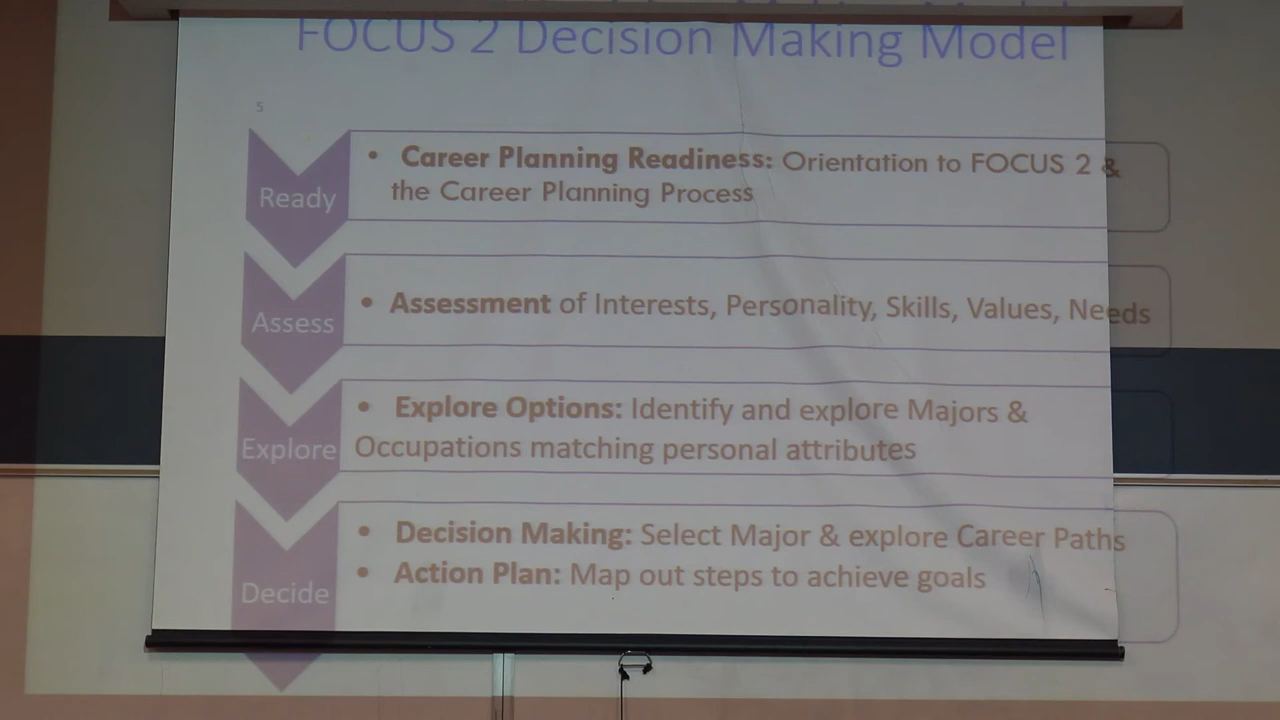 FOCUS 2 Decision Making Model
5
Ready
• Career Planning Readiness: Orientation to FOCUS 2 &
the Career Planning Process
Assess
• Assessment of Interests, Personality, Skills, Values, Needs
Explore
• Explore Options: Identify and explore Majors &
Occupations matching personal attributes
Decide
• Decision Making: Select Major & explore Career Paths
• Action Plan: Map out steps to achieve goals